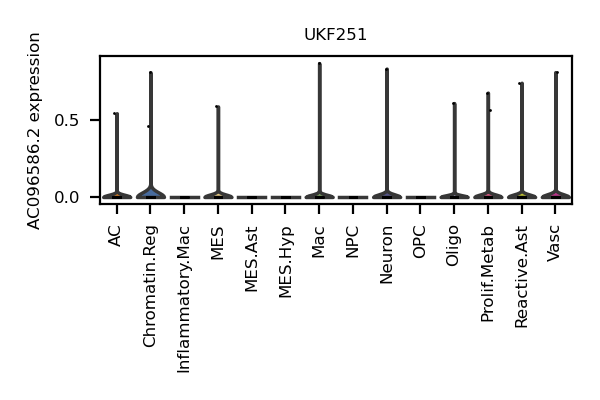 UKF251
AC096586.2 expression
0.5
0.0
AC
Chromatin.Reg
Inflammatory.Mac
MES
MES.Ast
MES.Hyp
Mac
NPC
Neuron
OPC
Oligo
Prolif.Metab
Reactive.Ast
Vasc